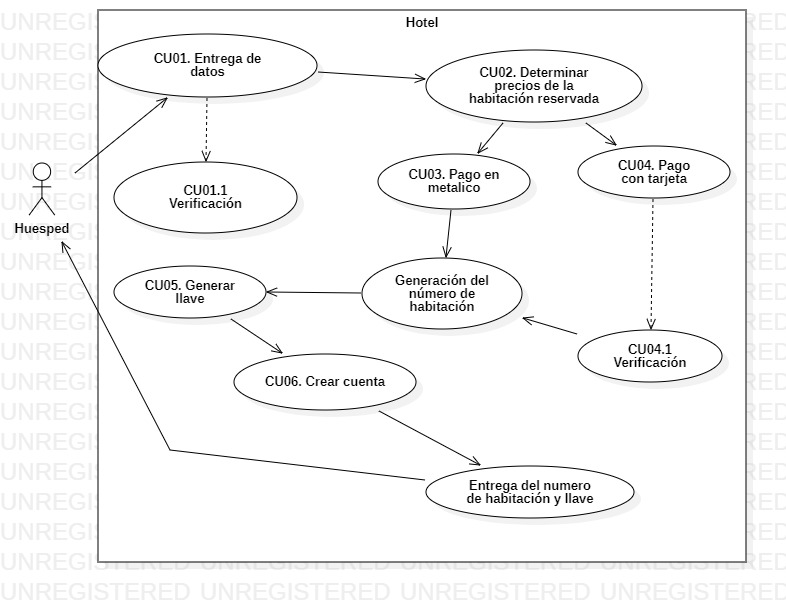 Hotel
CU01. Entrega de
datos
CU02. Determinar
precios de la
habitación reservada
CU01.1
Verificación
CU03. Pago en
metalico
CU04. Pago
con tarjeta
Huesped
CU05. Generar
llave
Generación del
número de
habitación
CU04.1
Verificación
CU06. Crear cuenta
Entrega del numero
de habitación y llave
UNREGISTERED UNREGISTERED UNREGISTERED UNREGISTERED